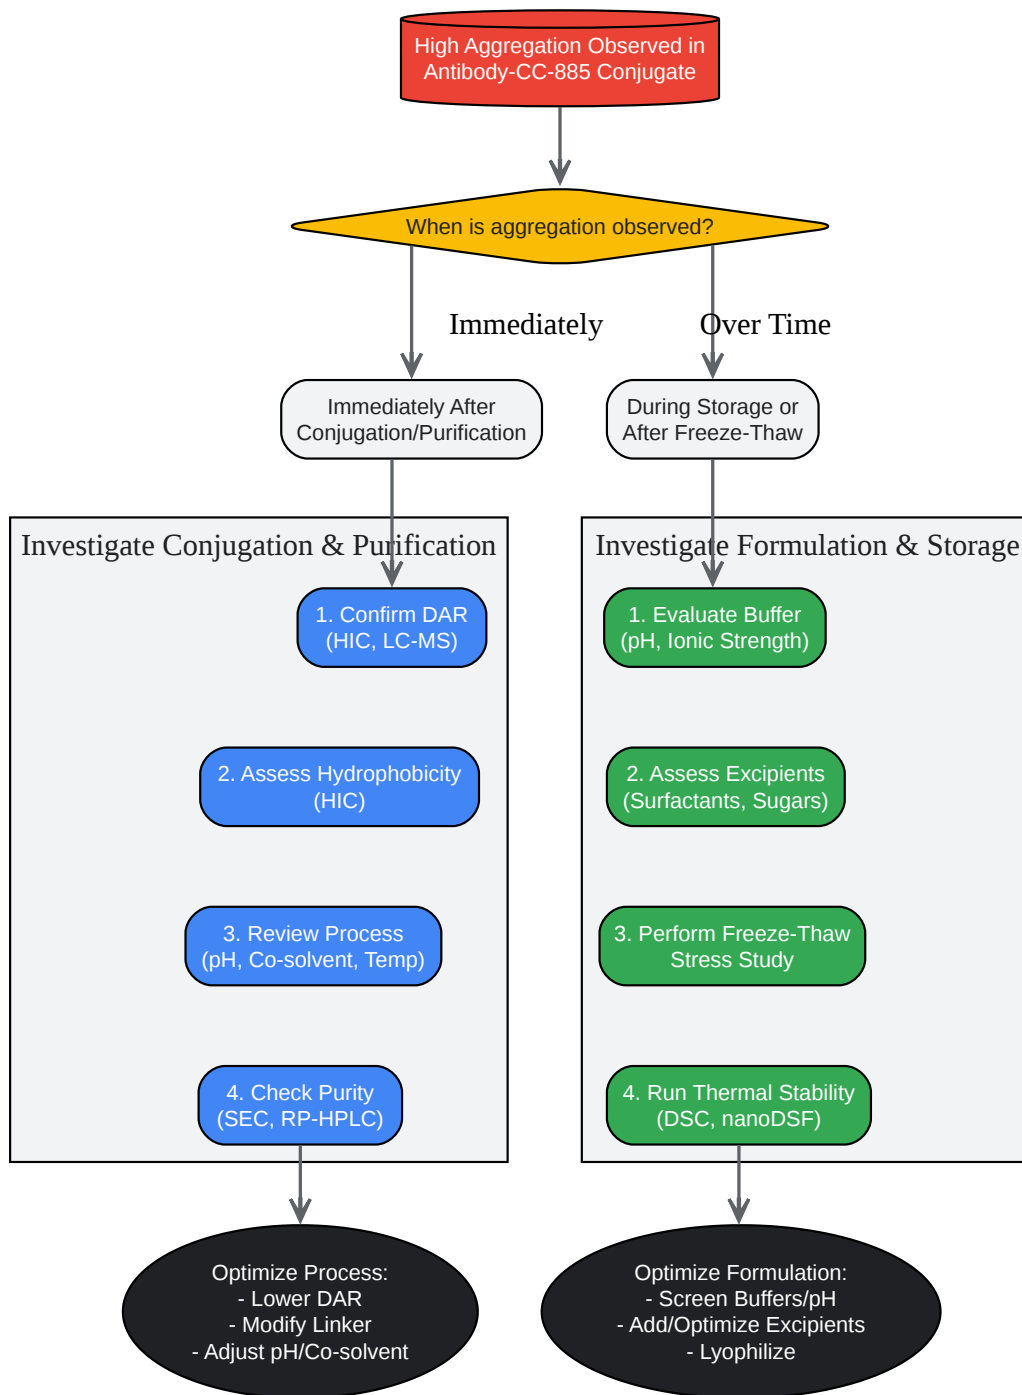 High Aggregation Observed in
Antibody-CC-885 Conjugate
When is aggregation observed?
Immediately
Over Time
Immediately After
Conjugation/Purification
During Storage or
After Freeze-Thaw
Investigate Conjugation & Purification
1. Confirm DAR
(HIC, LC-MS)
2. Assess Hydrophobicity
(HIC)
3. Review Process
(pH, Co-solvent, Temp)
4. Check Purity
(SEC, RP-HPLC)
Investigate Formulation & Storage
1. Evaluate Buffer
(pH, Ionic Strength)
2. Assess Excipients
(Surfactants, Sugars)
3. Perform Freeze-Thaw
Stress Study
4. Run Thermal Stability
(DSC, nanoDSF)
Optimize Process:
- Lower DAR
- Modify Linker
- Adjust pH/Co-solvent
Optimize Formulation:
- Screen Buffers/pH
- Add/Optimize Excipients
- Lyophilize